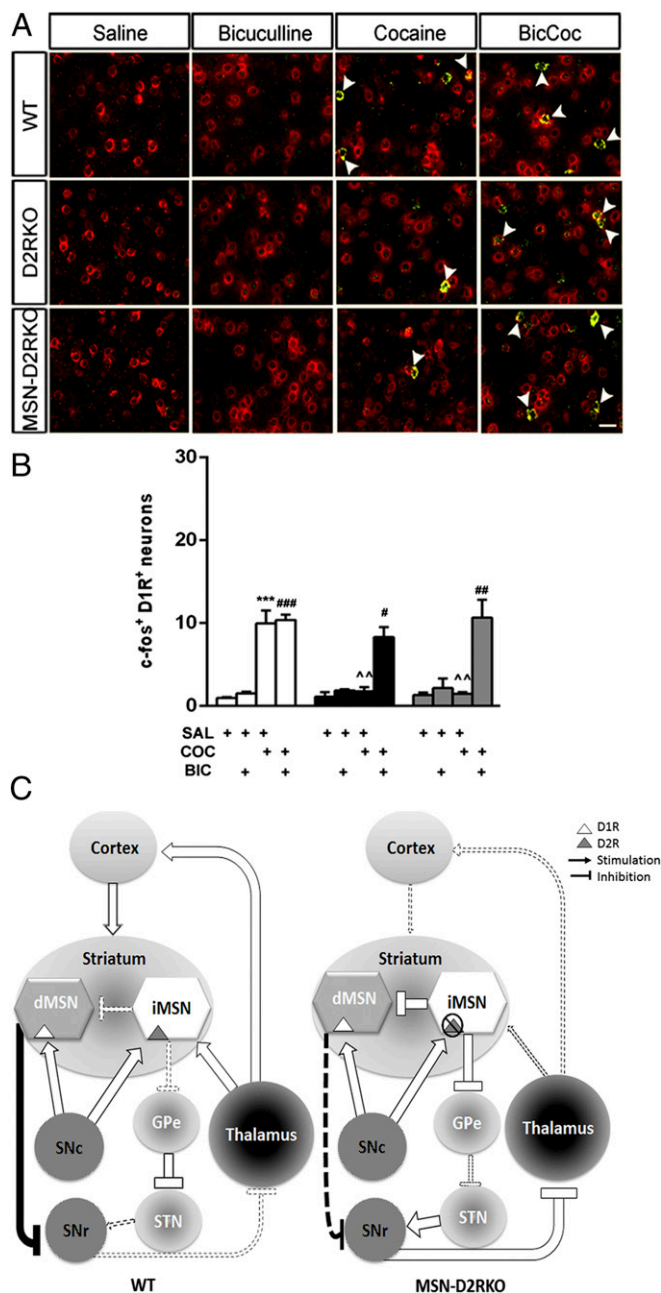 A
Saline Bicuculline Cocaine BicCoc
WT
D2RKO
MSN-D2RKO
B
c-fos+ D1R+ neurons
30
20
10
0
*** ### ^^ # ^^ ##
SAL + + + + + + + + +
COC + + + + + +
BIC + + + + + +
C
Cortex Cortex
D1R
D2R
Stimulation
Inhibition
Striatum Striatum
dMSN iMSN dMSN iMSN
GPe GPe
SNc Thalamus SNc Thalamus
SNr STN SNr STN
WT MSN-D2RKO